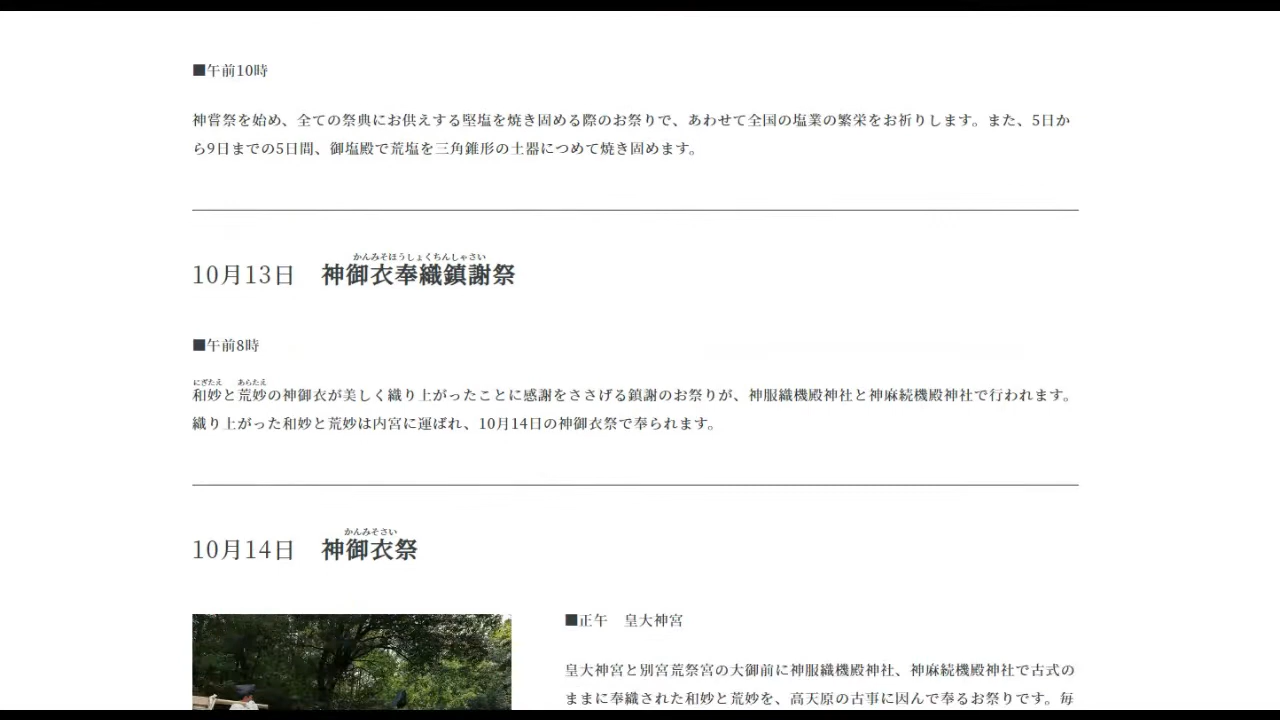 ■午前10時
神嘗祭を始め、全ての祭典にお供えする堅塩を焼き固める際のお祭りで、あわせて全国の塩業の繁栄をお祈りします。また、5日か
ら9日までの5日間、御塩殿で荒塩を三角錐形の土器につめて焼き固めます。
かんみそほうしょくちんしゃさい
10月13日　神御衣奉織鎮謝祭
■午前8時
にぎたえ　あらたえ
和妙と荒妙の神御衣が美しく織り上がったことに感謝をささげる鎮謝のお祭りが、神服織機殿神社と神麻続機殿神社で行われます。
織り上がった和妙と荒妙は内宮に運ばれ、10月14日の神御衣祭で奉られます。
かんみそさい
10月14日　神御衣祭
■正午　皇大神宮
皇大神宮と別宮荒祭宮の大御前に神服織機殿神社、神麻続機殿神社で古式の
ままに奉織された和妙と荒妙を、高天原の古事に因んで奉るお祭りです。毎